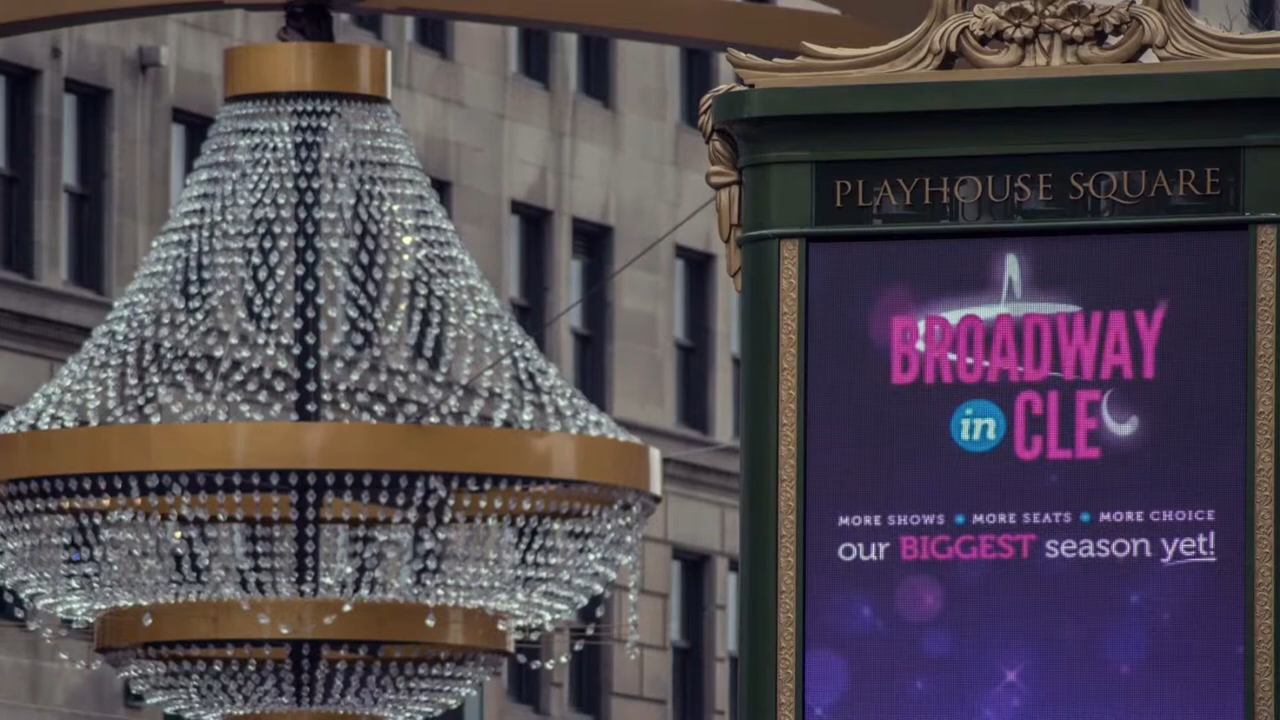 PLAYHOUSE SQUARE
BROADWAY
in CLE
MORE SHOWS • MORE SEATS • MORE CHOICE
our BIGGEST season yet!